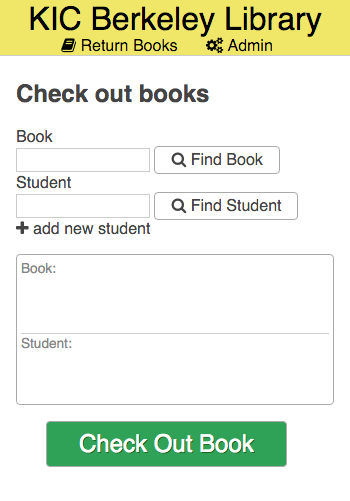 KIC Berkeley Library
Return Books Admin
Check out books
Book
Find Book
Student
Find Student
add new student
Book:
Student:
Check Out Book